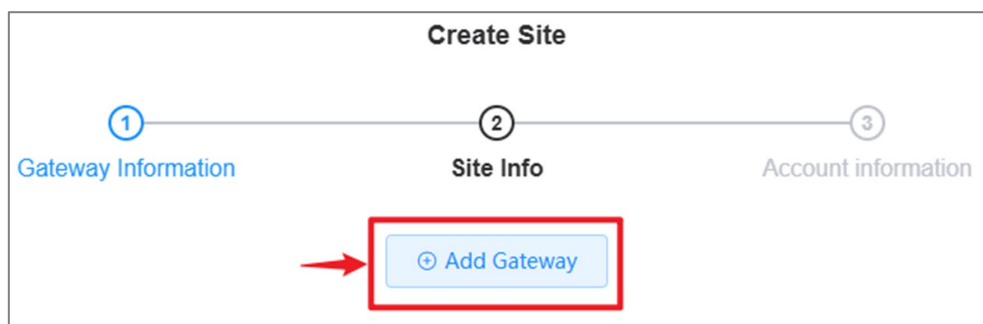 Create Site
1
2
3
Gateway Information
Site Info
Account information
Add Gateway